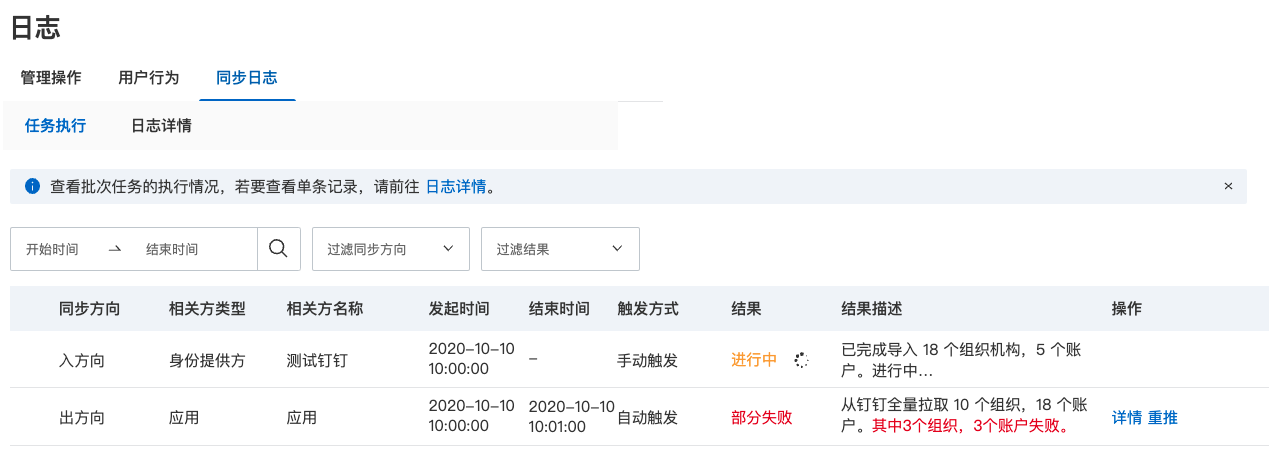 日志
管理操作 用户行为 同步日志
任务执行 日志详情
查看批次任务的执行情况，若要查看单条记录，请前往 日志详情。
开始时间 结束时间 过滤同步方向 过滤结果
同步方向 相关方类型 相关方名称 发起时间 结束时间 触发方式 结果 结果描述 操作
入方向 身份提供方 测试钉钉 2020-10-10 10:00:00 - 手动触发 进行中 已完成导入 18 个组织机构，5 个账户。进行中...
出方向 应用 应用 2020-10-10 10:00:00 2020-10-10 10:01:00 自动触发 部分失败 从钉钉全量拉取 10 个组织，18 个账户。其中3个组织，3个账户失败。 详情 重推